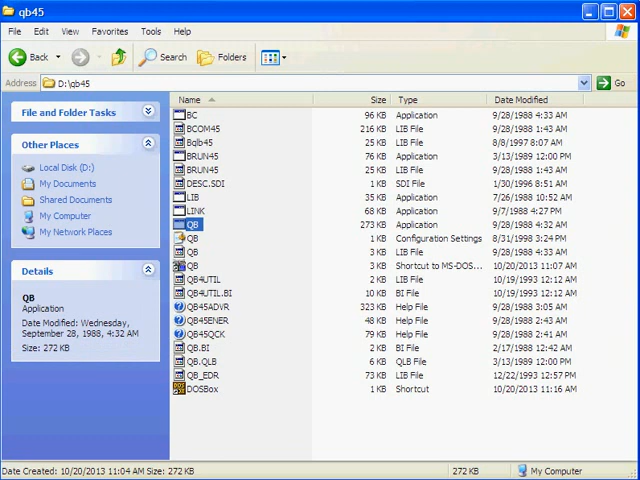 qb45
File Edit View Favorites Tools Help
Back Search Folders
Address D:\qb45 Go
File and Folder Tasks
Other Places
Local Disk (D:)
My Documents
Shared Documents
My Computer
My Network Places
Details
QB
Application
Date Modified: Wednesday,
September 28, 1988, 4:32 AM
Size: 272 KB
Name Size Type Date Modified
BC 96 KB Application 9/28/1988 4:33 AM
BCOM45 216 KB LIB File 9/28/1988 1:43 AM
Bqlb45 25 KB LIB File 8/8/1997 8:07 AM
BRUN45 76 KB Application 3/13/1989 12:00 PM
BRUN45 25 KB LIB File 9/28/1988 1:43 AM
DESC.SDI 1 KB SDI File 1/30/1996 8:51 AM
LIB 35 KB Application 7/26/1988 10:52 AM
LINK 68 KB Application 9/7/1988 4:27 PM
QB 273 KB Application 9/28/1988 4:32 AM
QB 1 KB Configuration Settings 8/31/1998 3:24 PM
QB 3 KB LIB File 9/28/1988 1:43 AM
QB 3 KB Shortcut to MS-DOS... 10/20/2013 11:07 AM
QB4UTIL 2 KB LIB File 10/19/1993 12:12 AM
QB4UTIL.BI 10 KB BI File 10/19/1993 12:12 AM
QB45ADVR 323 KB Help File 9/28/1988 3:05 AM
QB45ENER 48 KB Help File 9/28/1988 2:43 AM
QB45QCK 79 KB Help File 9/28/1988 2:41 AM
QB.BI 2 KB BI File 2/17/1988 12:42 AM
QB.QLB 6 KB QLB File 3/13/1989 12:00 PM
QB_EDR 73 KB LIB File 12/22/1993 12:57 PM
DOSBox 1 KB Shortcut 10/20/2013 11:16 AM
Date Created: 10/20/2013 11:04 AM Size: 272 KB 272 KB My Computer